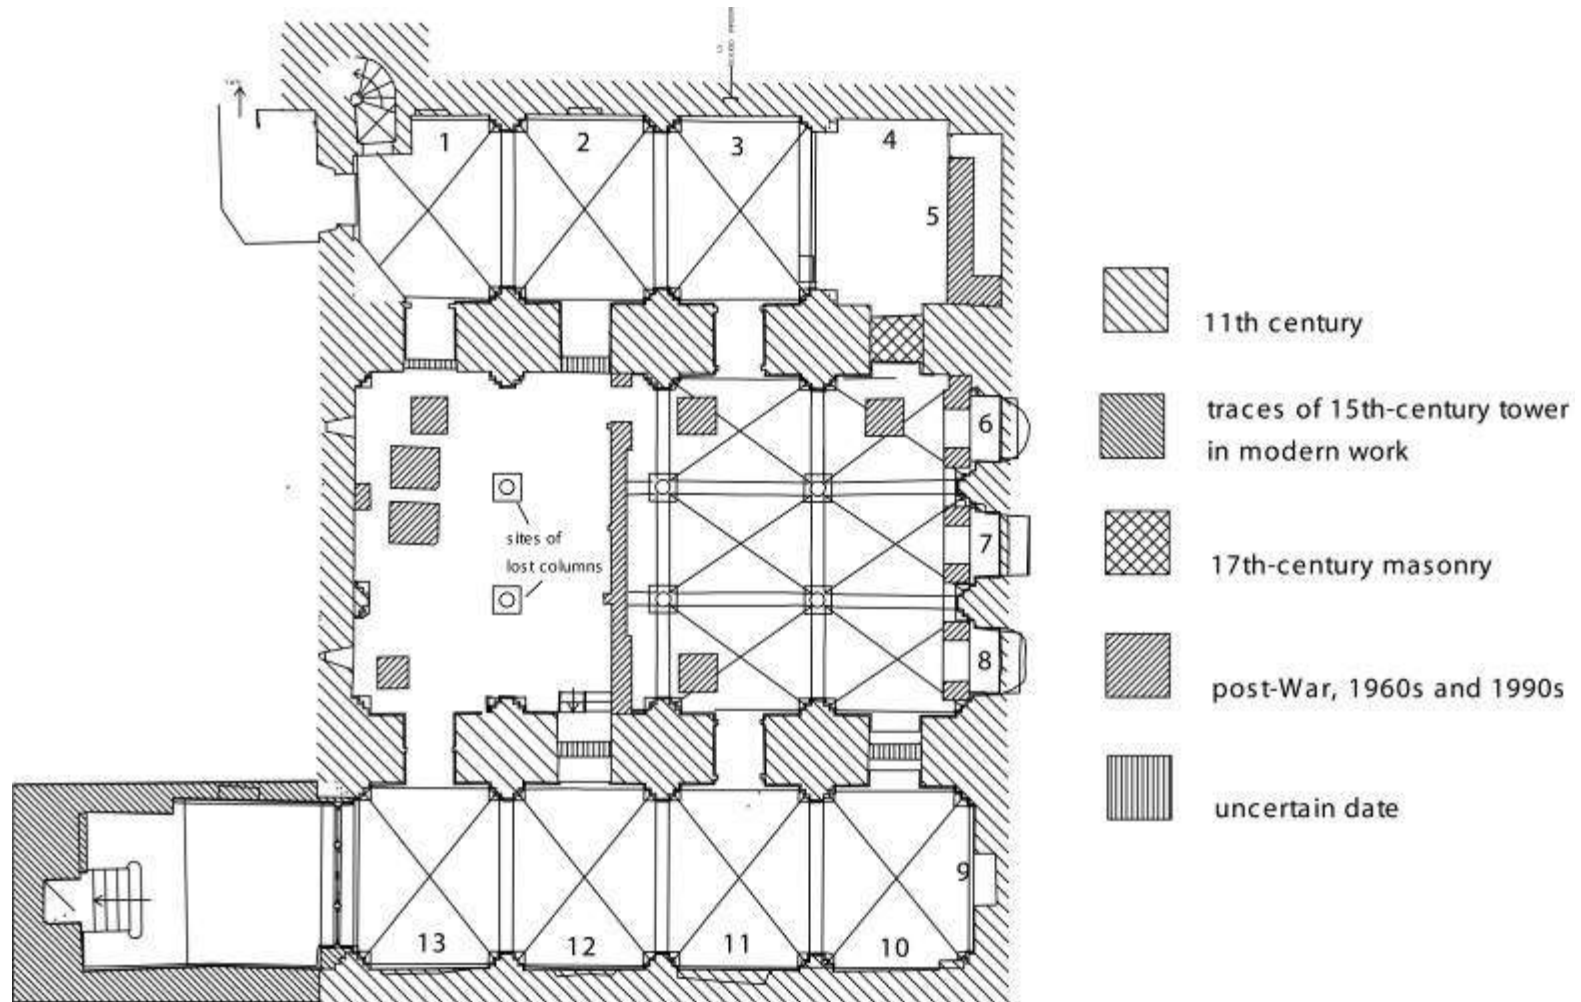 1
2
3
4
5
6
7
8
9
10
11
12
13
sites of
lost columns
11th century
traces of 15th-century tower
in modern work
17th-century masonry
post-War, 1960s and 1990s
uncertain date